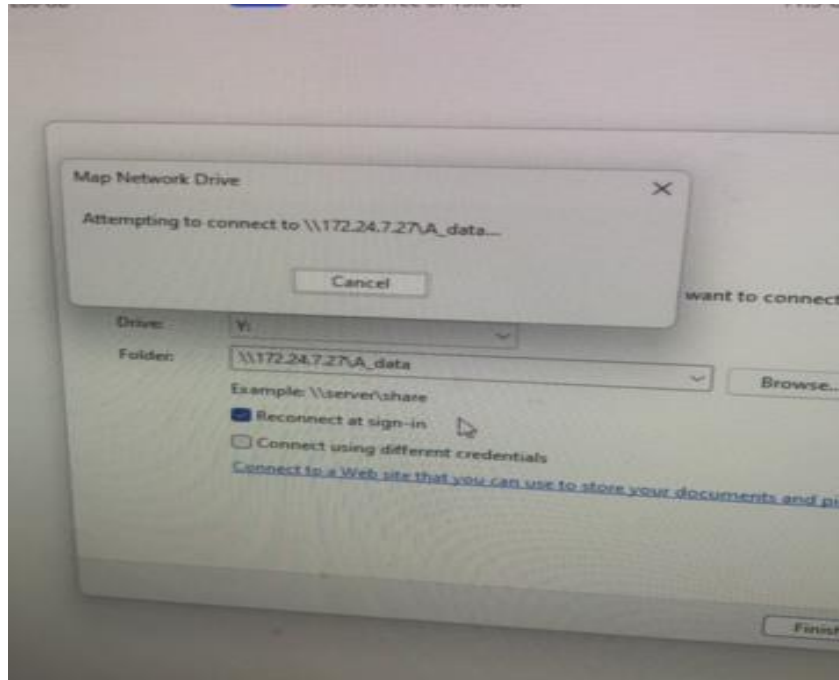 Map Network Drive
Attempting to connect to \\172.24.7.27\A_data...
Cancel
want to connect
Drive: Y:
Folder: \\172.24.7.27\A_data Browse...
Example: \\server\share
Reconnect at sign-in
Connect using different credentials
Connect to a Web site that you can use to store your documents and pi
Finish